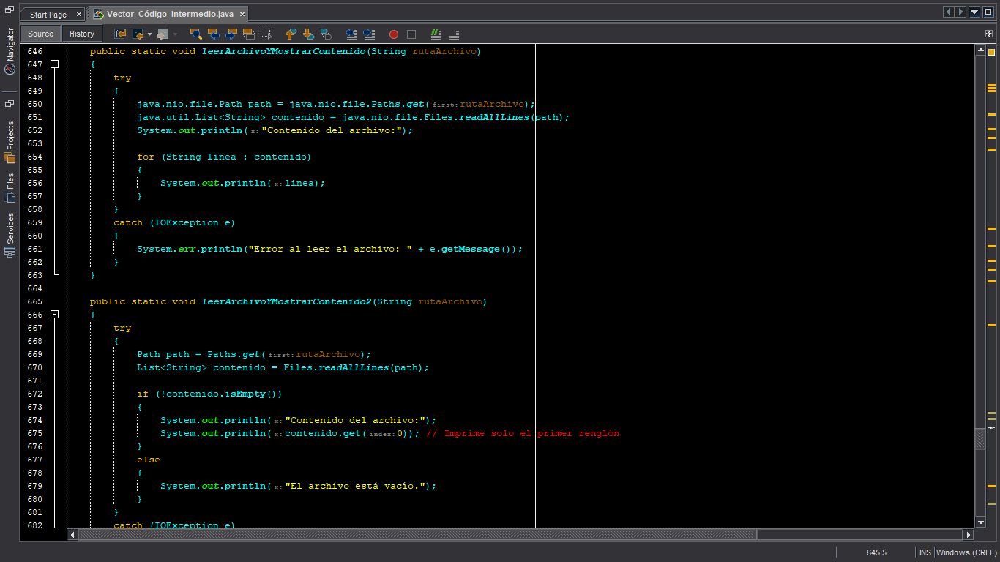 Start Page
Vector_Código_Intermedio.java
Source
History
Navigator
Projects
Files
Services
646 public static void leerArchivoYMostrarContenido(String rutaArchivo)
647 {
648 try
649 {
650 java.nio.file.Path path = java.nio.file.Paths.get(first:rutaArchivo);
651 java.util.List<String> contenido = java.nio.file.Files.readAllLines(path);
652 System.out.println(x:"Contenido del archivo:");
653
654 for (String linea : contenido)
655 {
656 System.out.println(x:linea);
657 }
658 }
659 catch (IOException e)
660 {
661 System.err.println("Error al leer el archivo: " + e.getMessage());
662 }
663 }
664
665 public static void leerArchivoYMostrarContenido2(String rutaArchivo)
666 {
667 try
668 {
669 Path path = Paths.get(first:rutaArchivo);
670 List<String> contenido = Files.readAllLines(path);
671
672 if (!contenido.isEmpty())
673 {
674 System.out.println(x:"Contenido del archivo:");
675 System.out.println(x:contenido.get(index:0)); // Imprime solo el primer renglón
676 }
677 else
678 {
679 System.out.println(x:"El archivo está vacío.");
680 }
681 }
682 catch (IOException e)
645:5
INS
Windows (CRLF)